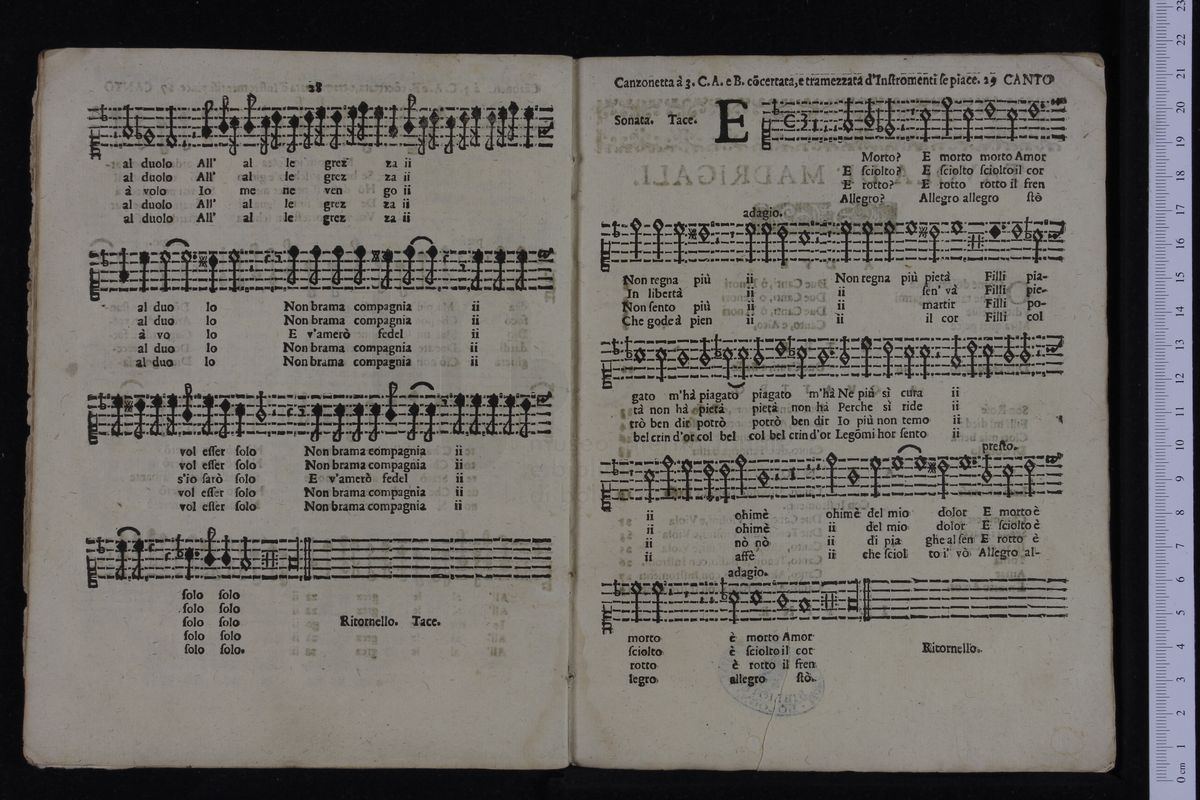 28
al duolo All' al le grez za ii
al duolo All' al le grez za ii
à volo Io me ne ven go ii
al duolo All' al le grez za ii
al duolo All' al le grez za ii
al duo lo Non brama compagnia ii
al duo lo Non brama compagnia ii
à vo lo E v'amerò fedel ii
al duo lo Non brama compagnia ii
al duo lo Non brama compagnia ii
vol esser solo Non brama compagnia ii
vol esser solo Non brama compagnia ii
s'io sarò solo E v'amerò fedel ii
vol esser solo Non brama compagnia ii
vol esser solo Non brama compagnia ii
solo solo
solo solo
solo solo
solo solo
solo solo.
Ritornello. Tace.
Canzonetta à 3. C. A. e B. cōcertata, e tramezzata d'Instromenti se piace. 29 CANTO
Sonata. Tace.
E
Morto? E morto morto Amor
E sciolto? E sciolto sciolto il cor
E rotto? E rotto rotto il fren
Allegro? Allegro allegro stò
adagio.
Non regna più ii Non regna più pietà Filli pia-
In libertà ii ii sen' và Filli pie-
Non sento più ii ii martir Filli po-
Che gode à pien ii ii il cor Filli col
gato m'hà piagato piagato m'hà Ne più si cura ii
tà non hà pietà pietà non hà Perche si ride ii
trò ben dir potrò potrò ben dir Io più non temo ii
bel crin d'or col bel col bel crin d'or Legōmi hor sento ii
presto.
ii ohimè ohimè del mio dolor E morto è
ii ohimè ii del mio dolor E sciolto è
ii nò nò ii di pia ghe al sen E rotto è
ii affè ii che sciol to i' vò Allegro al-
adagio.
morto è morto Amor
sciolto è sciolto il cor
rotto è rotto il fren
legro allegro stò.
Ritornello.